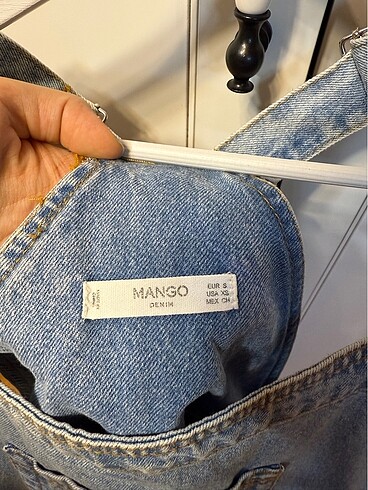 MANGO
DENIM
EUR S
USA XS
MEX CH